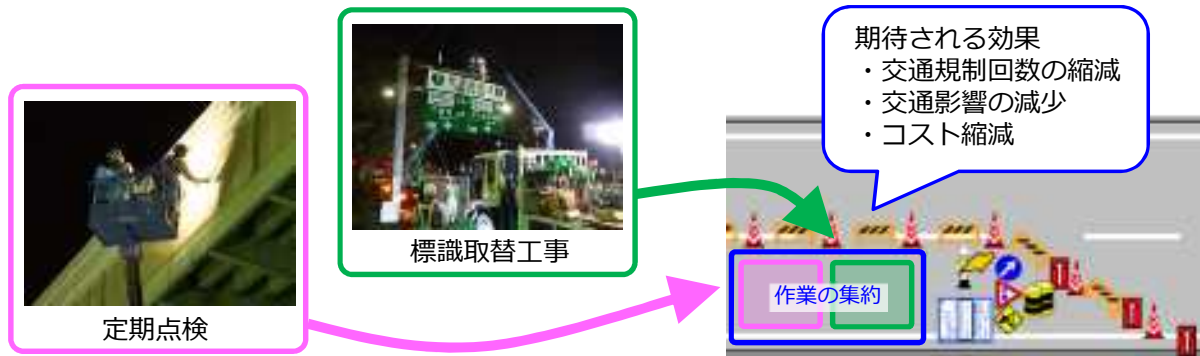 期待される効果
・交通規制回数の縮減
・交通影響の減少
・コスト縮減
標識取替工事
定期点検
作業の集約